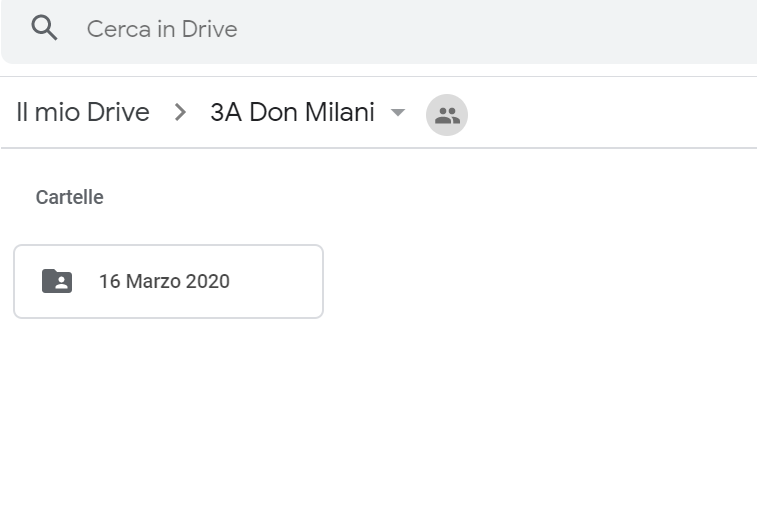 Cerca in Drive
Il mio Drive > 3A Don Milani
Cartelle
16 Marzo 2020